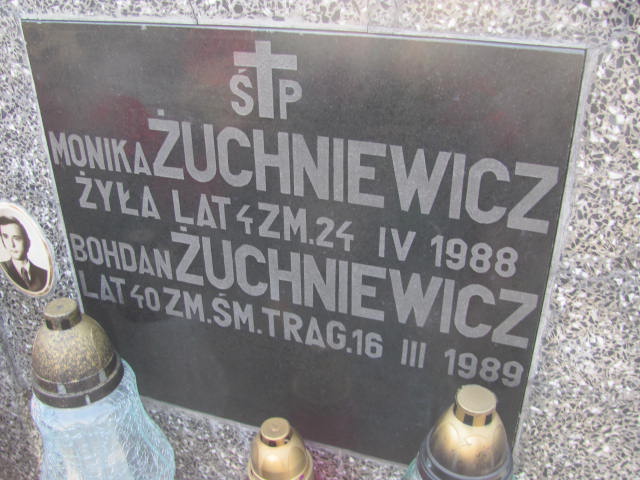 Ś†P
MONIKA ŻUCHNIEWICZ
ŻYŁA LAT 4 ZM. 24 IV 1988
BOHDAN ŻUCHNIEWICZ
LAT 40 ZM. ŚM. TRAG. 16 III 1989